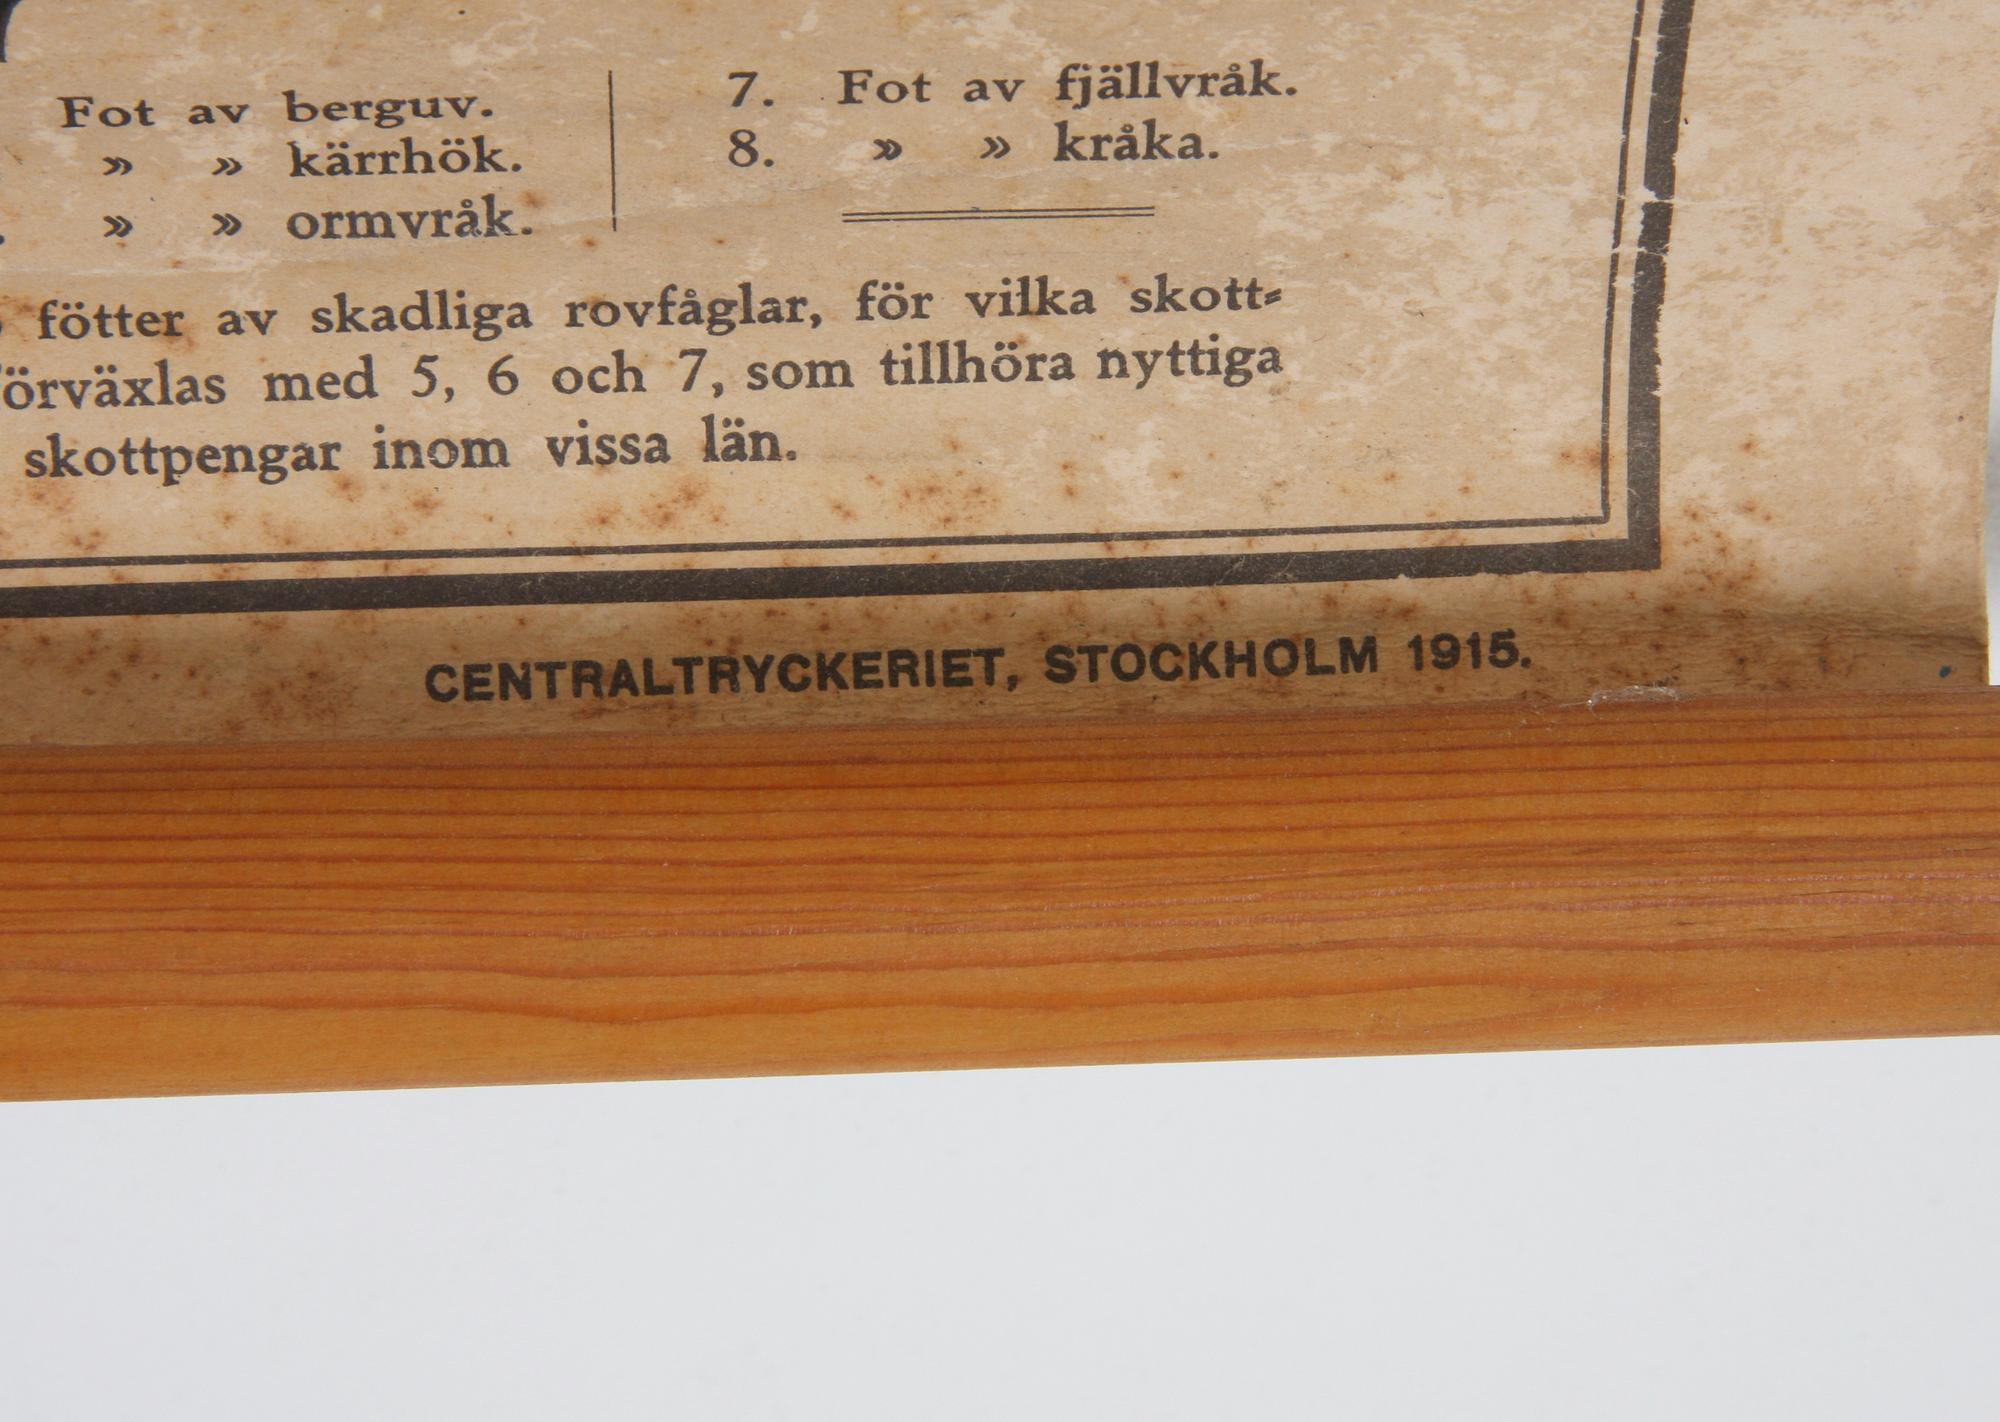 Fot av berguv.
» » kärrhök.
» » ormvråk.
7. Fot av fjällvråk.
8. » » kråka.
fötter av skadliga rovfåglar, för vilka skott-
förväxlas med 5, 6 och 7, som tillhöra nyttiga
skottpengar inom vissa län.
CENTRALTRYCKERIET, STOCKHOLM 1915.